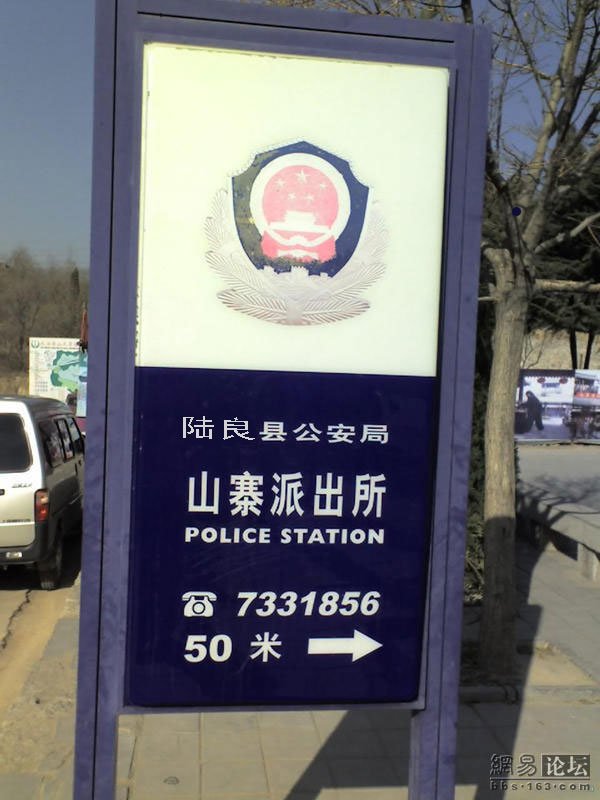 陆良县公安局
山寨派出所
POLICE STATION
☎ 7331856
50 米 →
網易论坛
bbs·163.com